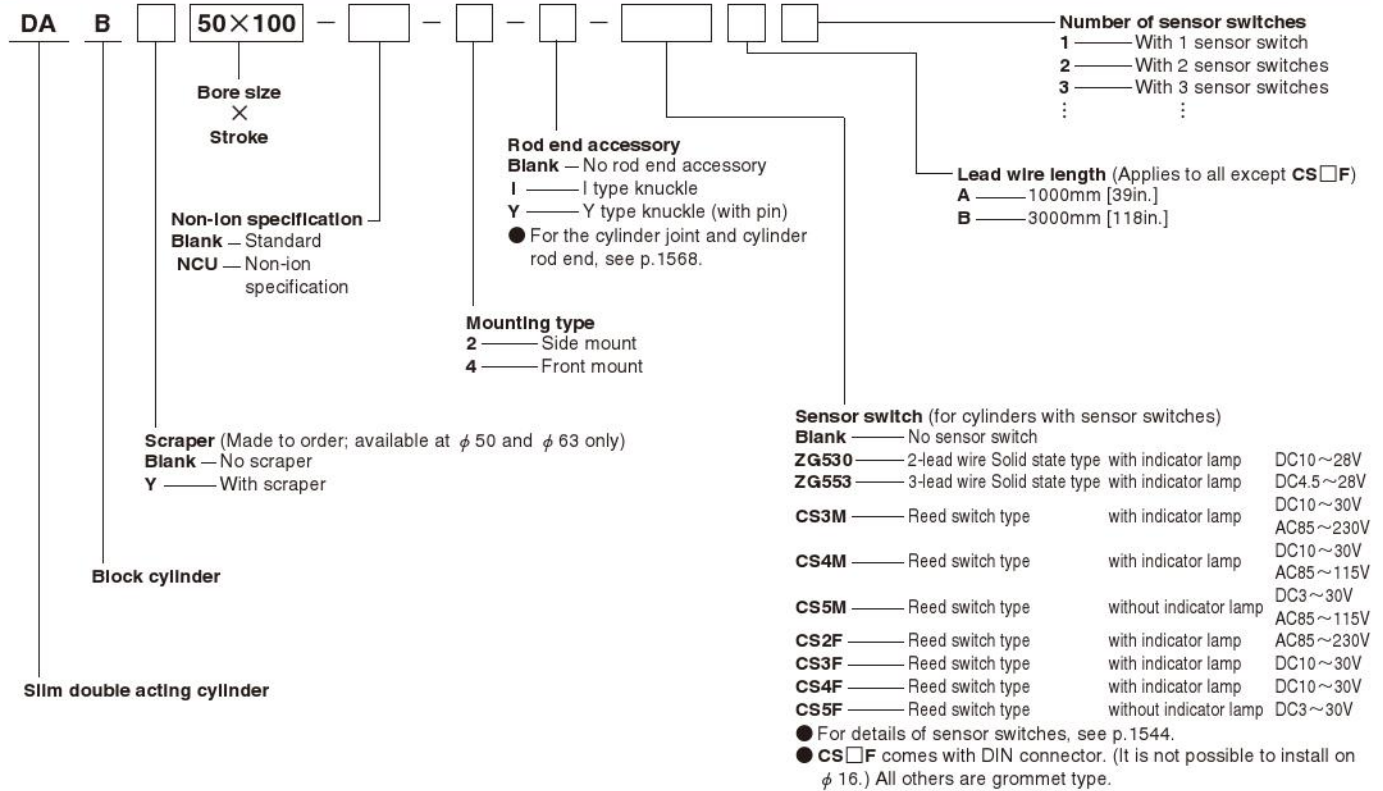 DA B □ 50×100 − □ − □ − □ − □ □ □
Number of sensor switches
1 With 1 sensor switch
2 With 2 sensor switches
3 With 3 sensor switches
⋮ ⋮
Bore size
×
Stroke
Rod end accessory
Blank No rod end accessory
I I type knuckle
Y Y type knuckle (with pin)
● For the cylinder joint and cylinder
rod end, see p.1568.
Lead wire length (Applies to all except CS□F)
A 1000mm [39in.]
B 3000mm [118in.]
Non-ion specification
Blank Standard
NCU Non-ion
specification
Mounting type
2 Side mount
4 Front mount
Scraper (Made to order; available at φ 50 and φ 63 only)
Blank No scraper
Y With scraper
Block cylinder
Slim double acting cylinder
Sensor switch (for cylinders with sensor switches)
Blank No sensor switch
ZG530 2-lead wire Solid state type with indicator lamp DC10～28V
ZG553 3-lead wire Solid state type with indicator lamp DC4.5～28V
CS3M Reed switch type with indicator lamp DC10～30V
AC85～230V
CS4M Reed switch type with indicator lamp DC10～30V
AC85～115V
CS5M Reed switch type without indicator lamp DC3～30V
AC85～115V
CS2F Reed switch type with indicator lamp AC85～230V
CS3F Reed switch type with indicator lamp DC10～30V
CS4F Reed switch type with indicator lamp DC10～30V
CS5F Reed switch type without indicator lamp DC3～30V
● For details of sensor switches, see p.1544.
● CS□F comes with DIN connector. (It is not possible to install on
φ 16.) All others are grommet type.